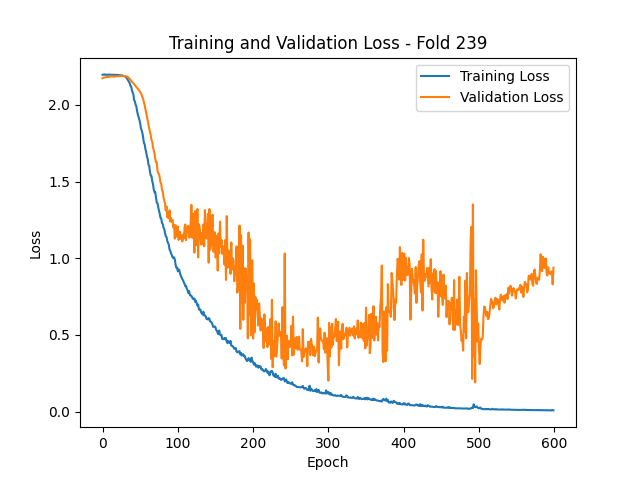 Training and Validation Loss - Fold 239
Training Loss
Validation Loss
Loss
2.0
1.5
1.0
0.5
0.0
0 100 200 300 400 500 600
Epoch